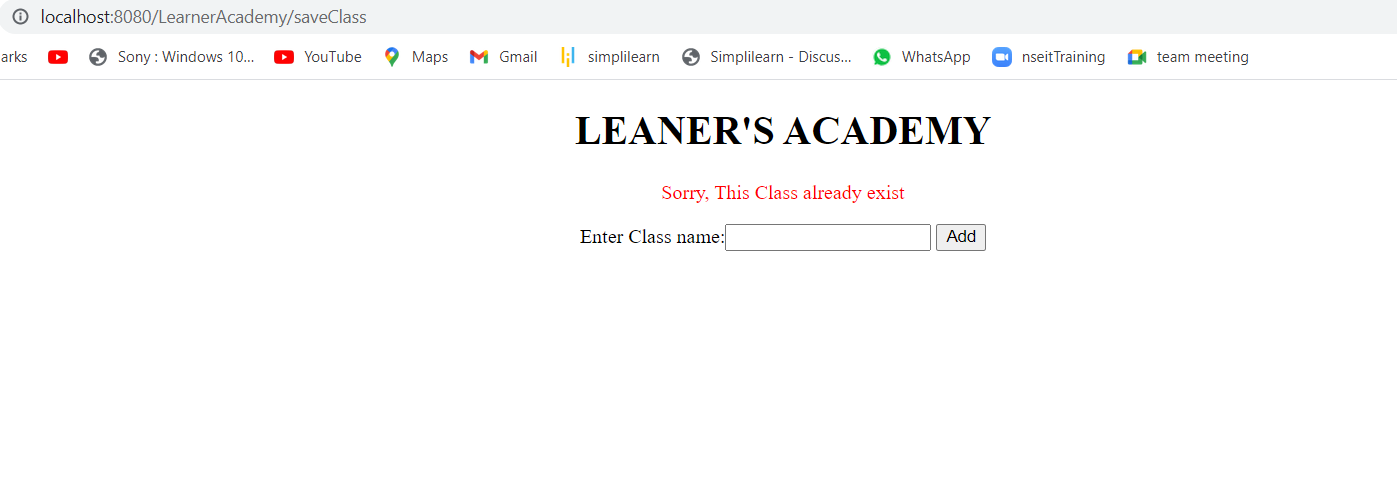 localhost:8080/LearnerAcademy/saveClass
arks Sony : Windows 10... YouTube Maps Gmail simplilearn Simplilearn - Discus... WhatsApp nseitTraining team meeting
LEANER'S ACADEMY
Sorry, This Class already exist
Enter Class name: Add